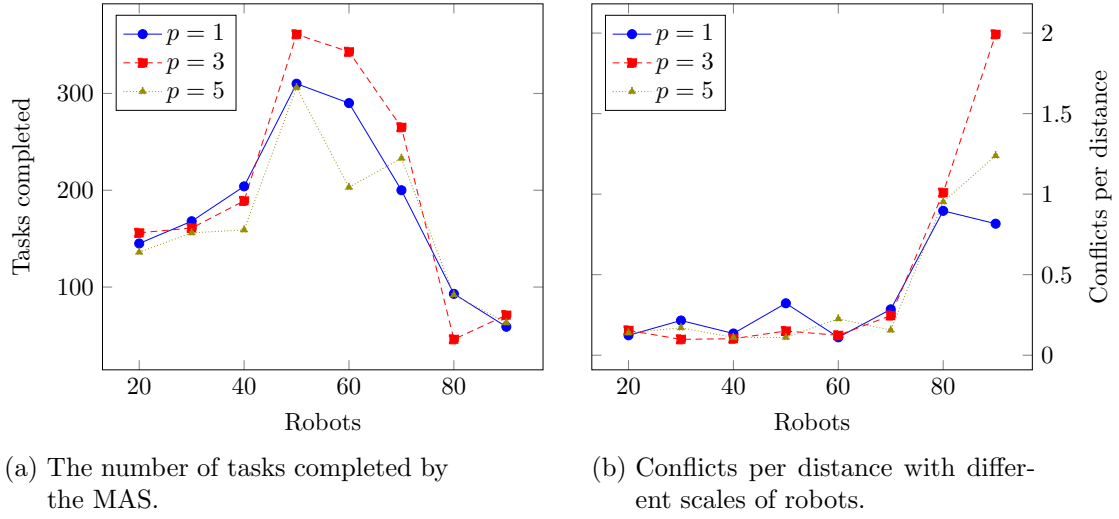 p = 1
p = 3
p = 5
300
200
100
Tasks completed
20
40
60
80
Robots
(a) The number of tasks completed by
the MAS.
p = 1
p = 3
p = 5
2
1.5
1
0.5
0
Conflicts per distance
20
40
60
80
Robots
(b) Conflicts per distance with differ-
ent scales of robots.